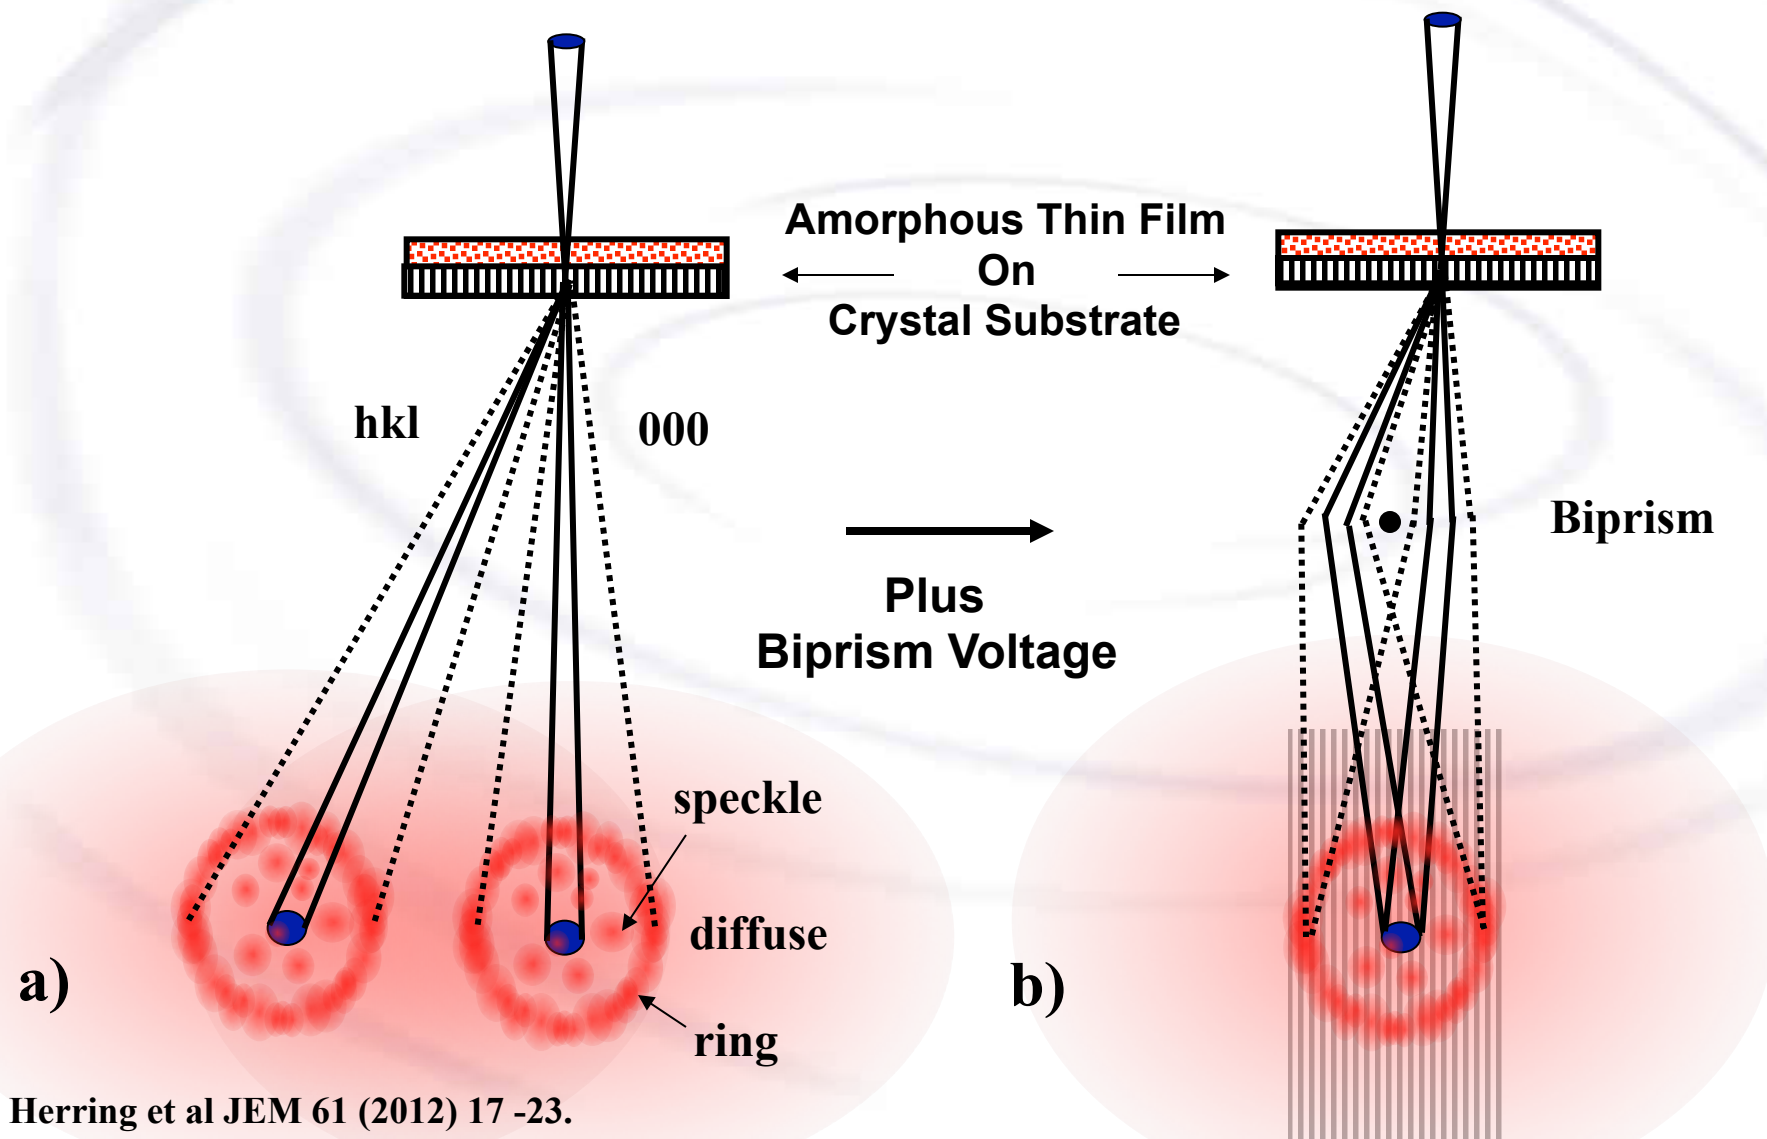 Amorphous Thin Film
On
Crystal Substrate
hkl
000
Biprism
Plus
Biprism Voltage
speckle
diffuse
ring
a)
b)
Herring et al JEM 61 (2012) 17 -23.